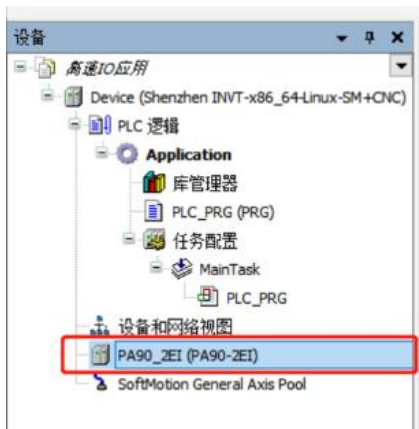 设备
高速IO应用
Device (Shenzhen INVT-x86_64-Linux-SM+CNC)
PLC 逻辑
Application
库管理器
PLC_PRG (PRG)
任务配置
MainTask
PLC_PRG
设备和网络视图
PA90_2EI (PA90-2EI)
SoftMotion General Axis Pool